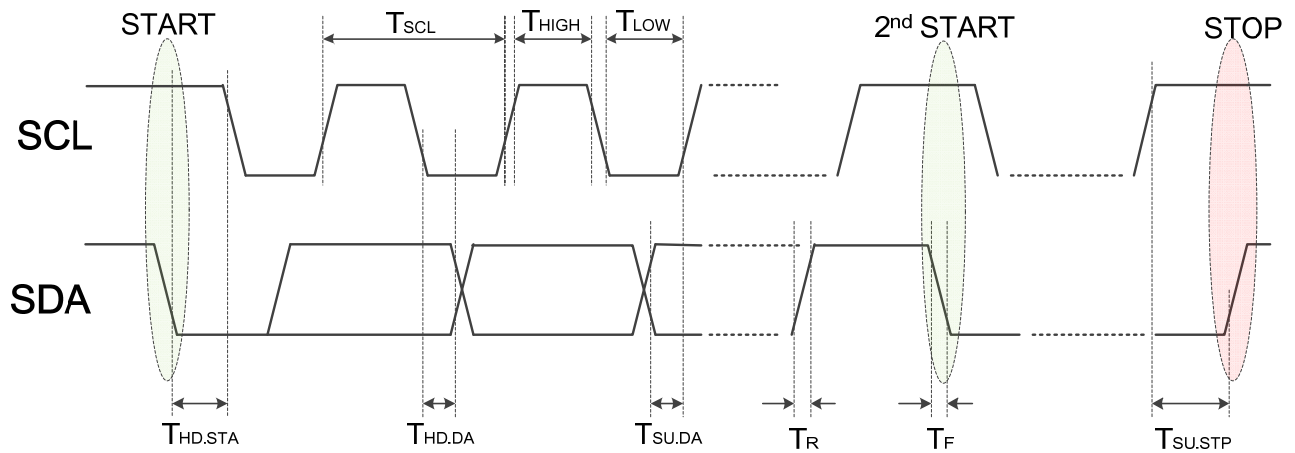 START
TSCL
THIGH
TLOW
2nd START
STOP
SCL
SDA
THD.STA
THD.DA
TSU.DA
TR
TF
TSU.STP